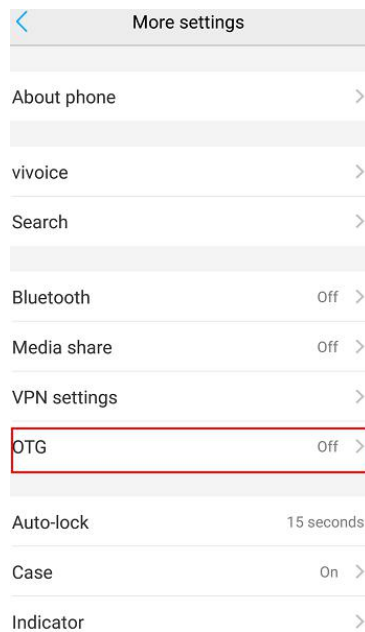 More settings
About phone
vivoice
Search
Bluetooth Off
Media share Off
VPN settings
OTG Off
Auto-lock 15 seconds
Case On
Indicator